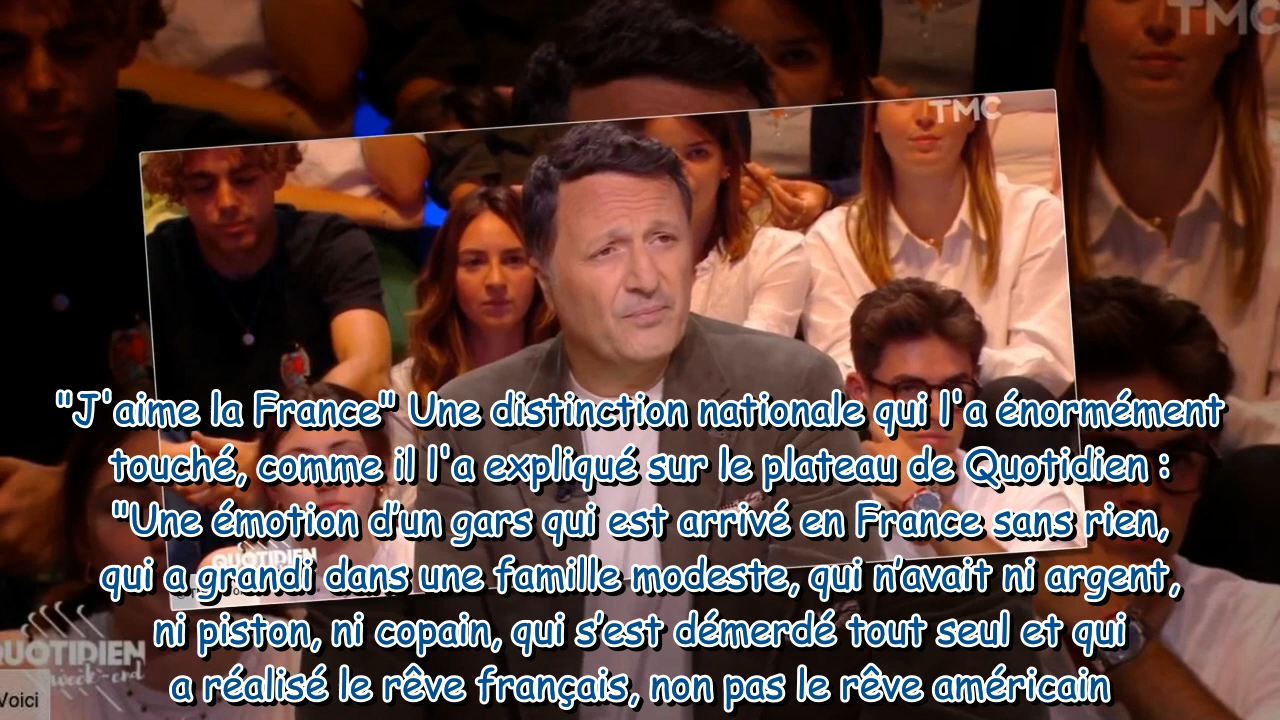 TMC
TMC
"J'aime la France" Une distinction nationale qui l'a énormément
touché, comme il l'a expliqué sur le plateau de Quotidien :
"Une émotion d’un gars qui est arrivé en France sans rien,
QUOTIDIEN
qui a grandi dans une famille modeste, qui n’avait ni argent,
ni piston, ni copain, qui s’est démerdé tout seul et qui
QUOTIDIEN
week-end
a réalisé le rêve français, non pas le rêve américain
Voici